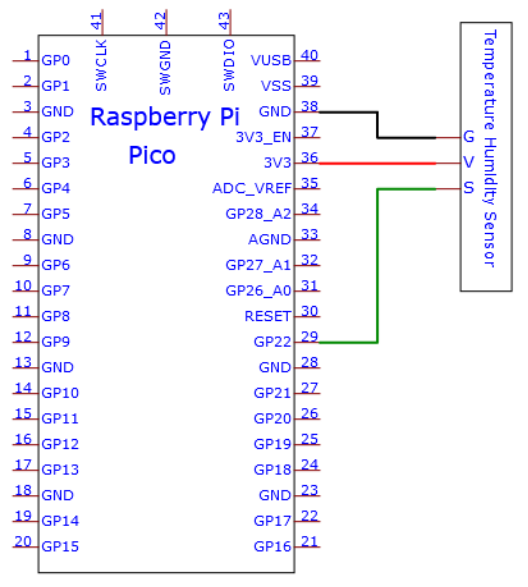 41
42
43
SWCLK
SWGND
SWDIO
1 GP0
2 GP1
3 GND
4 GP2
5 GP3
6 GP4
7 GP5
8 GND
9 GP6
10 GP7
11 GP8
12 GP9
13 GND
14 GP10
15 GP11
16 GP12
17 GP13
18 GND
19 GP14
20 GP15
Raspberry Pi
Pico
VUSB 40
VSS 39
GND 38
3V3_EN 37
3V3 36
ADC_VREF 35
GP28_A2 34
AGND 33
GP27_A1 32
GP26_A0 31
RESET 30
GP22 29
GND 28
GP21 27
GP20 26
GP19 25
GP18 24
GND 23
GP17 22
GP16 21
G
V
S
Temperature Humidity Sensor